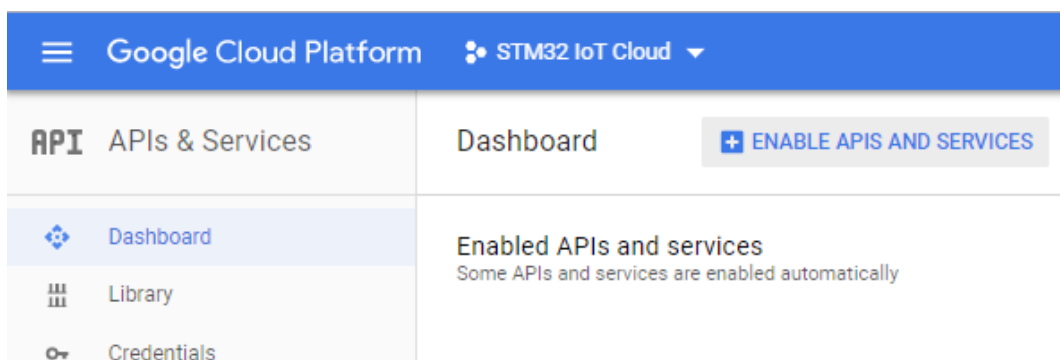 Google Cloud Platform STM32 IoT Cloud
API APIs & Services Dashboard ENABLE APIS AND SERVICES
Dashboard
Library
Credentials
Enabled APIs and services
Some APIs and services are enabled automatically